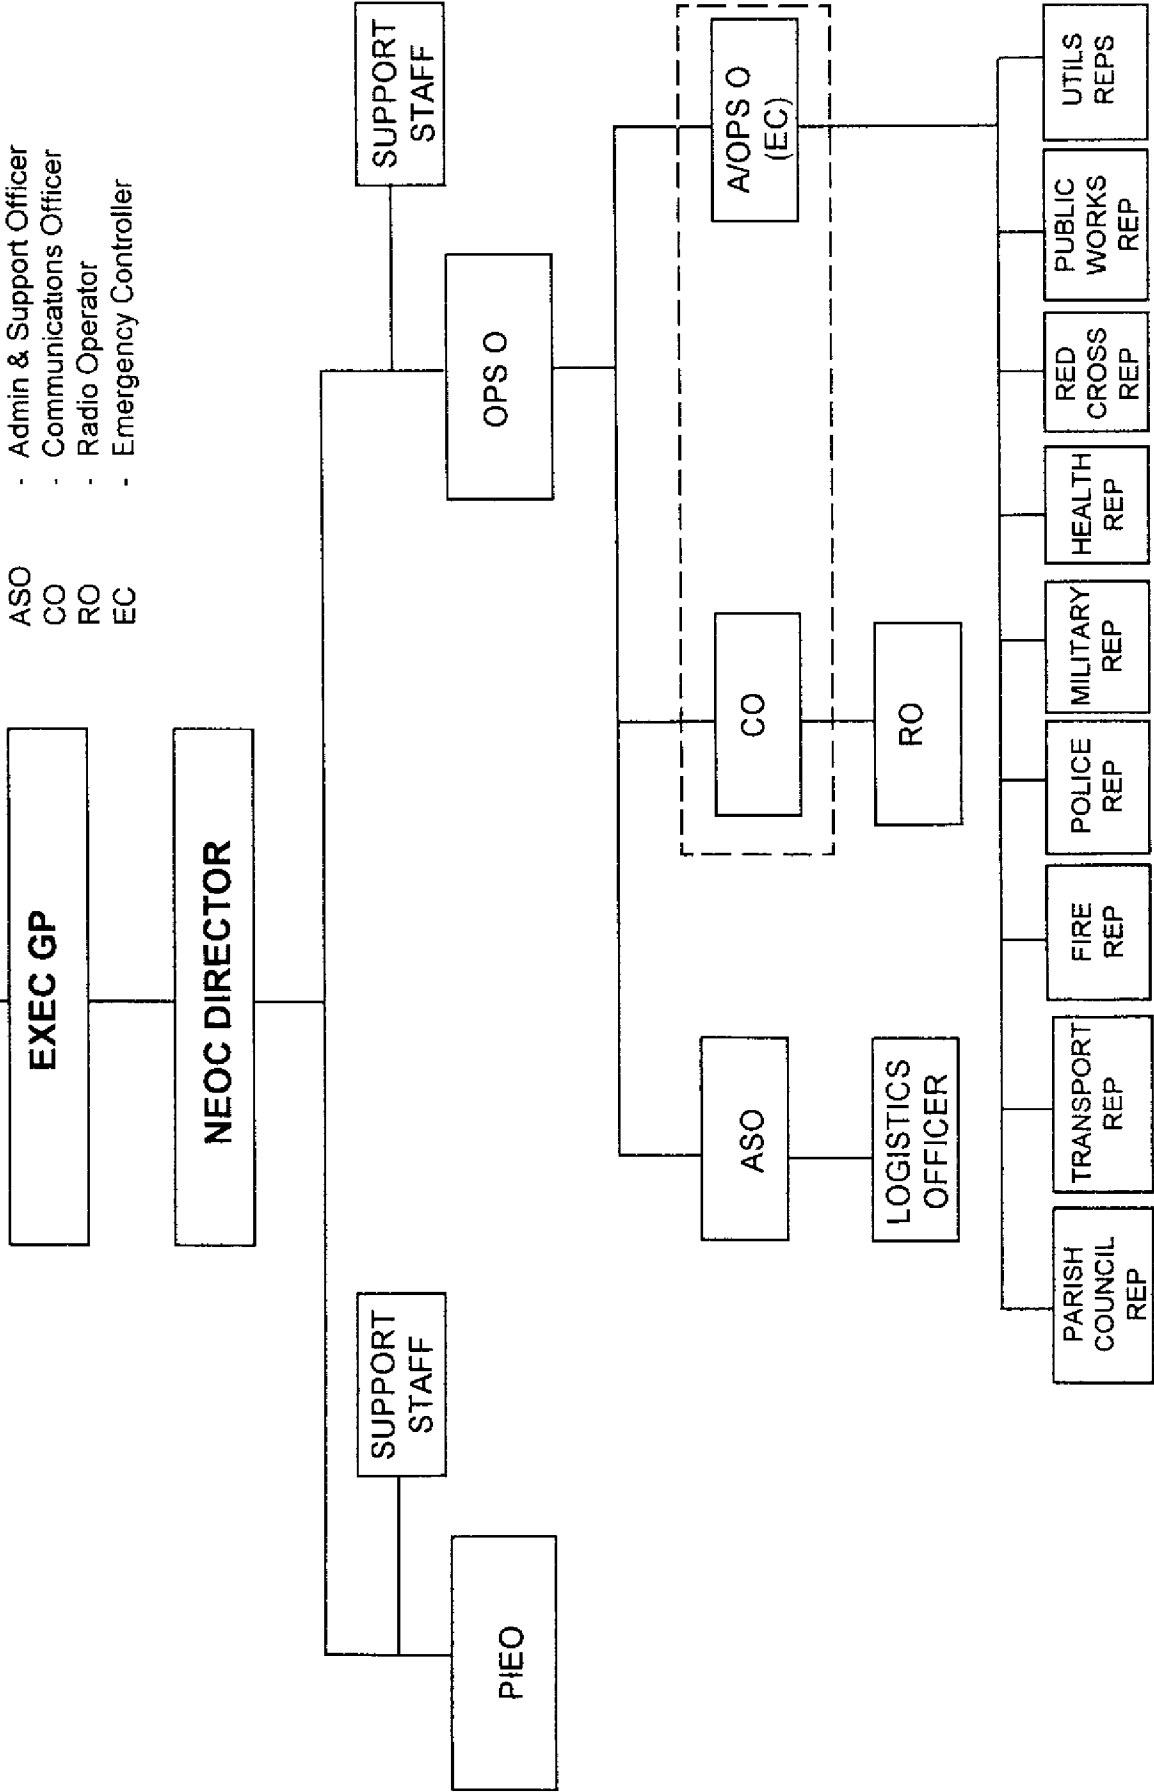 ASO - Admin & Support Officer
CO - Communications Officer
RO - Radio Operator
EC - Emergency Controller
EXEC GP
NEOC DIRECTOR
SUPPORT
STAFF
SUPPORT
STAFF
PIEO
OPS O
ASO
CO
A/OPS O
(EC)
LOGISTICS
OFFICER
RO
PARISH
COUNCIL
REP
TRANSPORT
REP
FIRE
REP
POLICE
REP
MILITARY
REP
HEALTH
REP
RED
CROSS
REP
PUBLIC
WORKS
REP
UTILS
REPS